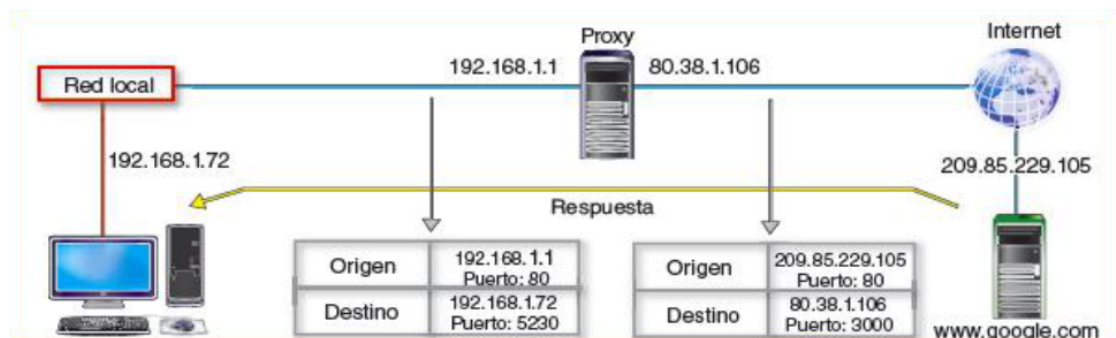 Proxy
Internet
192.168.1.1
80.38.1.106
Red local
192.168.1.72
209.85.229.105
Respuesta
Origen
192.168.1.1
Puerto: 80
Destino
192.168.1.72
Puerto: 5230
Origen
209.85.229.105
Puerto: 80
Destino
80.38.1.106
Puerto: 3000
www.google.com